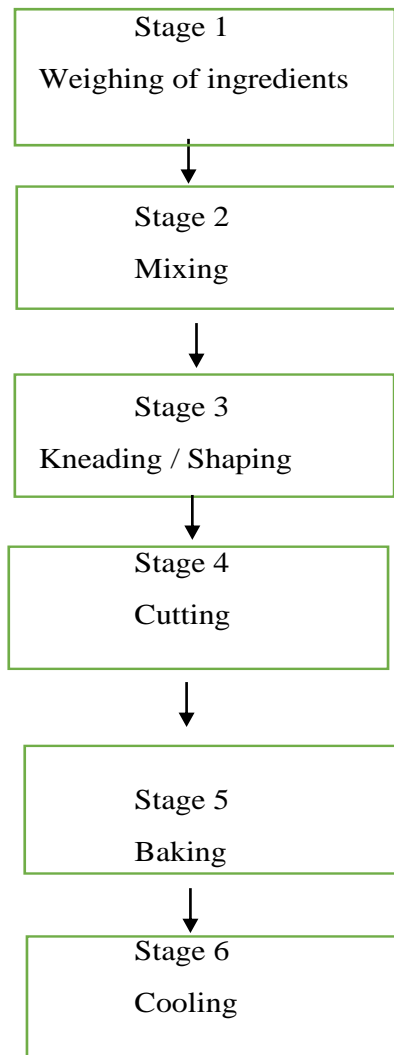 Stage 1
Weighing of ingredients
Stage 2
Mixing
Stage 3
Kneading / Shaping
Stage 4
Cutting
Stage 5
Baking
Stage 6
Cooling